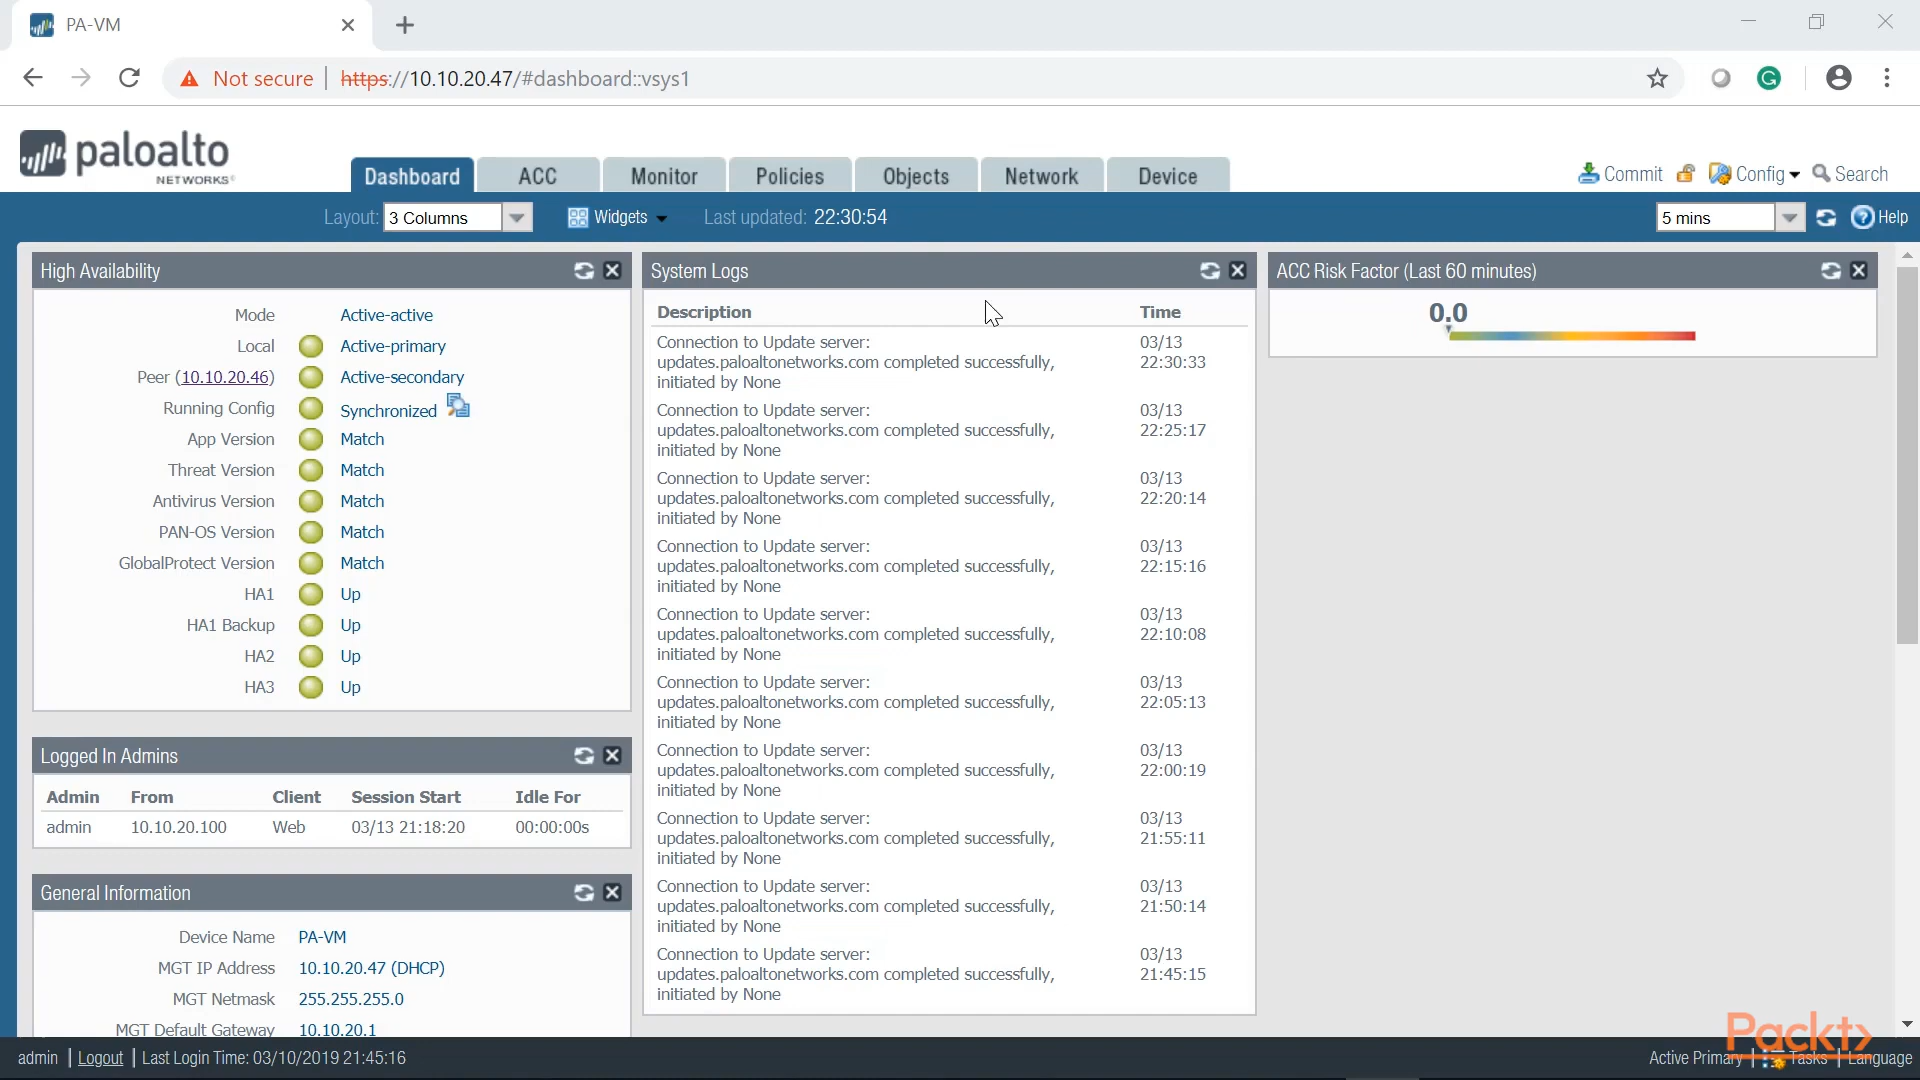 PA-VM
Not secure | https://10.10.20.47/#dashboard::vsys1
paloalto
NETWORKS®
Dashboard ACC Monitor Policies Objects Network Device
Commit Config Search
Layout: 3 Columns Widgets Last updated: 22:30:54 5 mins Help
High Availability
Mode Active-active
Local Active-primary
Peer (10.10.20.46) Active-secondary
Running Config Synchronized
App Version Match
Threat Version Match
Antivirus Version Match
PAN-OS Version Match
GlobalProtect Version Match
HA1 Up
HA1 Backup Up
HA2 Up
HA3 Up
Logged In Admins
Admin From Client Session Start Idle For
admin 10.10.20.100 Web 03/13 21:18:20 00:00:00s
General Information
Device Name PA-VM
MGT IP Address 10.10.20.47 (DHCP)
MGT Netmask 255.255.255.0
MGT Default Gateway 10.10.20.1
System Logs
Description Time
Connection to Update server: 03/13
updates.paloaltonetworks.com completed successfully, 22:30:33
initiated by None
Connection to Update server: 03/13
updates.paloaltonetworks.com completed successfully, 22:25:17
initiated by None
Connection to Update server: 03/13
updates.paloaltonetworks.com completed successfully, 22:20:14
initiated by None
Connection to Update server: 03/13
updates.paloaltonetworks.com completed successfully, 22:15:16
initiated by None
Connection to Update server: 03/13
updates.paloaltonetworks.com completed successfully, 22:10:08
initiated by None
Connection to Update server: 03/13
updates.paloaltonetworks.com completed successfully, 22:05:13
initiated by None
Connection to Update server: 03/13
updates.paloaltonetworks.com completed successfully, 22:00:19
initiated by None
Connection to Update server: 03/13
updates.paloaltonetworks.com completed successfully, 21:55:11
initiated by None
Connection to Update server: 03/13
updates.paloaltonetworks.com completed successfully, 21:50:14
initiated by None
Connection to Update server: 03/13
updates.paloaltonetworks.com completed successfully, 21:45:15
initiated by None
ACC Risk Factor (Last 60 minutes)
0.0
Packt>
admin | Logout | Last Login Time: 03/10/2019 21:45:16 Active Primary | Tasks | Language